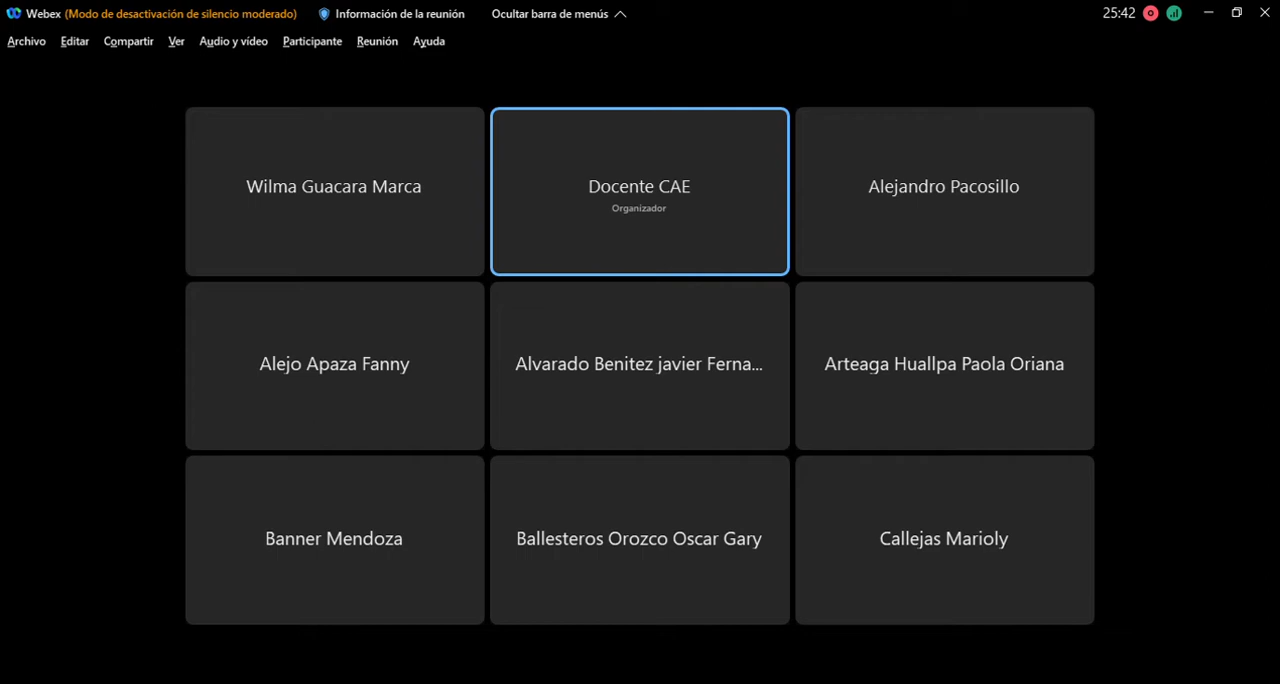 Webex (Modo de desactivación de silencio moderado) Información de la reunión Ocultar barra de menús 25:42
Archivo Editar Compartir Ver Audio y vídeo Participante Reunión Ayuda
Wilma Guacara Marca
Docente CAE
Organizador
Alejandro Pacosillo
Alejo Apaza Fanny
Alvarado Benitez javier Ferna...
Arteaga Huallpa Paola Oriana
Banner Mendoza
Ballesteros Orozco Oscar Gary
Callejas Marioly